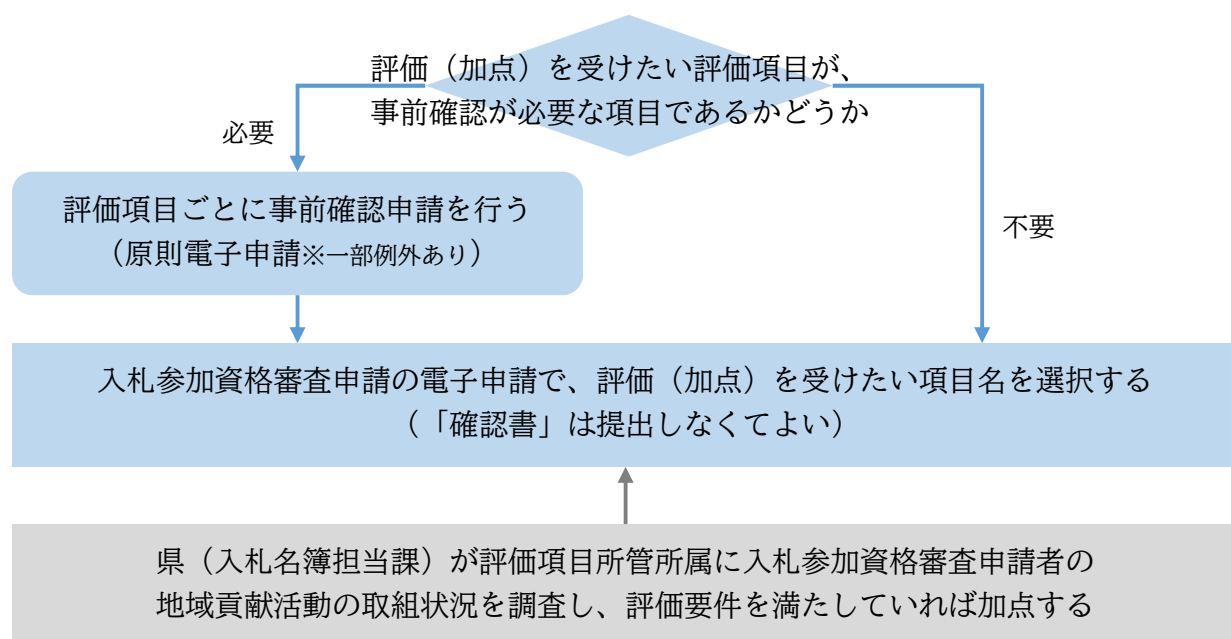 評価（加点）を受けたい評価項目が、
事前確認が必要な項目であるかどうか
必要
評価項目ごとに事前確認申請を行う
（原則電子申請※一部例外あり）
不要
入札参加資格審査申請の電子申請で、評価（加点）を受けたい項目名を選択する
（「確認書」は提出しなくてよい）
県（入札名簿担当課）が評価項目所管所属に入札参加資格審査申請者の
地域貢献活動の取組状況を調査し、評価要件を満たしていれば加点する